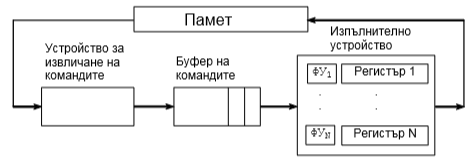 Памет
Устройство за
извличане на
командите
Буфер на
командите
Изпълнително
устройство
ФУ1 Регистър 1
ФУN Регистър N